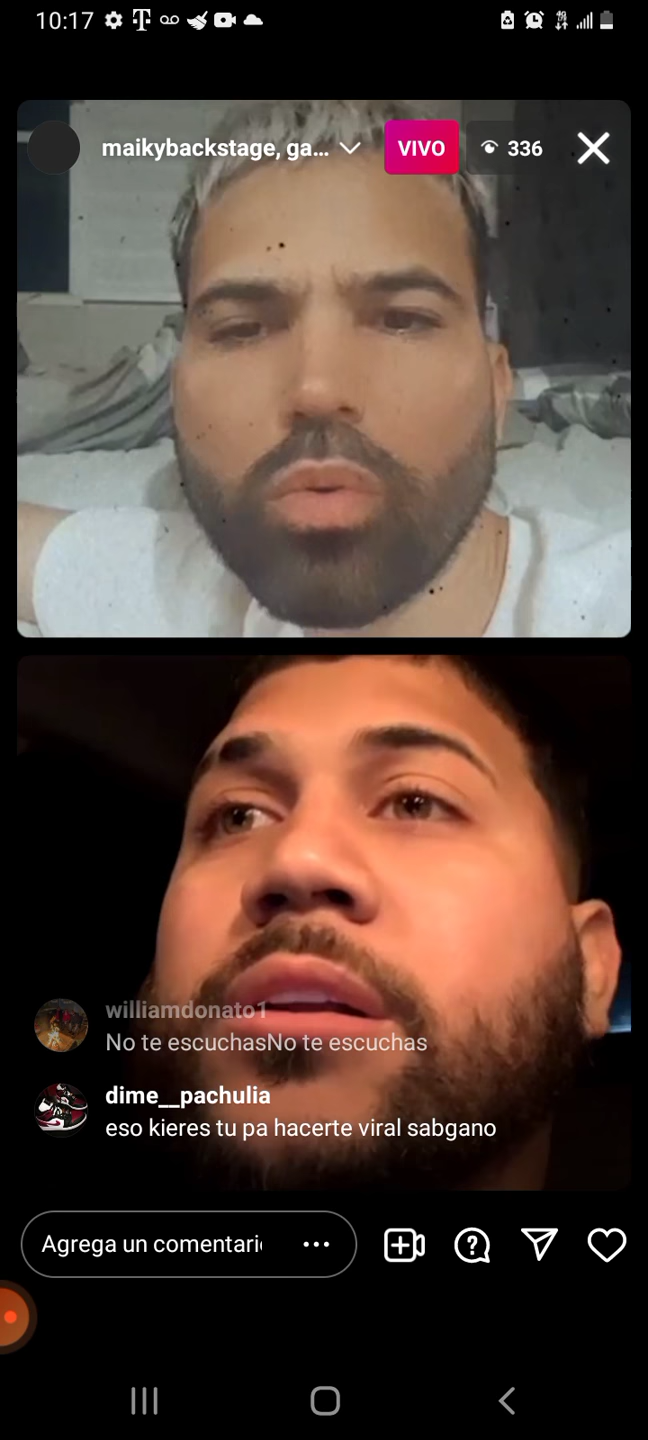 10:17
maikybackstage, ga...
VIVO
336
williamdonato1
No te escuchasNo te escuchas
dime__pachulia
eso kieres tu pa hacerte viral sabgano
Agrega un comentari